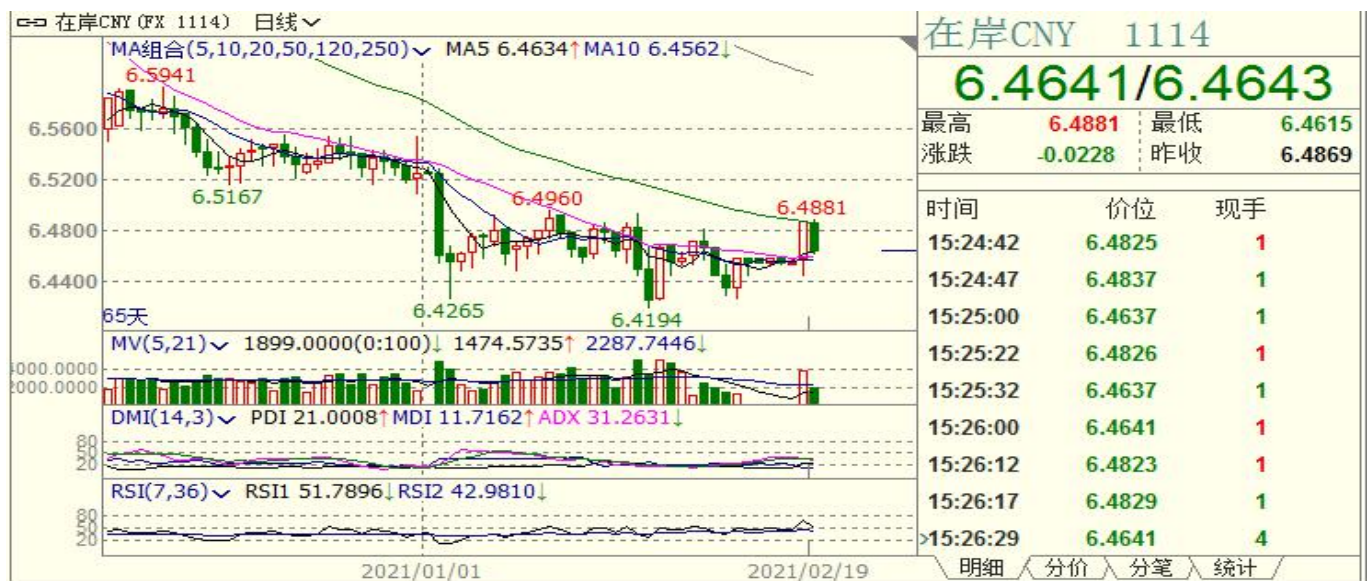 在岸CNY (FX 1114) 日线
MA组合(5,10,20,50,120,250) MA5 6.4634↑ MA10 6.4562↓
6.5941
6.5600
6.5200
6.5167
6.4960
6.4881
6.4800
6.4400
6.4265
6.4194
65天
MV(5,21) 1899.0000(0:100)↓ 1474.5735↑ 2287.7446↓
4000.0000
2000.0000
DMI(14,3) PDI 21.0008↑ MDI 11.7162↑ ADX 31.2631↓
80
50
20
RSI(7,36) RSI1 51.7896↓ RSI2 42.9810↓
80
50
20
2021/01/01 2021/02/19
在岸CNY 1114
6.4641/6.4643
最高 6.4881 最低 6.4615
涨跌 -0.0228 昨收 6.4869
时间 价位 现手
15:24:42 6.4825 1
15:24:47 6.4837 1
15:25:00 6.4637 1
15:25:22 6.4826 1
15:25:32 6.4637 1
15:26:00 6.4641 1
15:26:12 6.4823 1
15:26:17 6.4829 1
>15:26:29 6.4641 4
明细 分价 分笔 统计